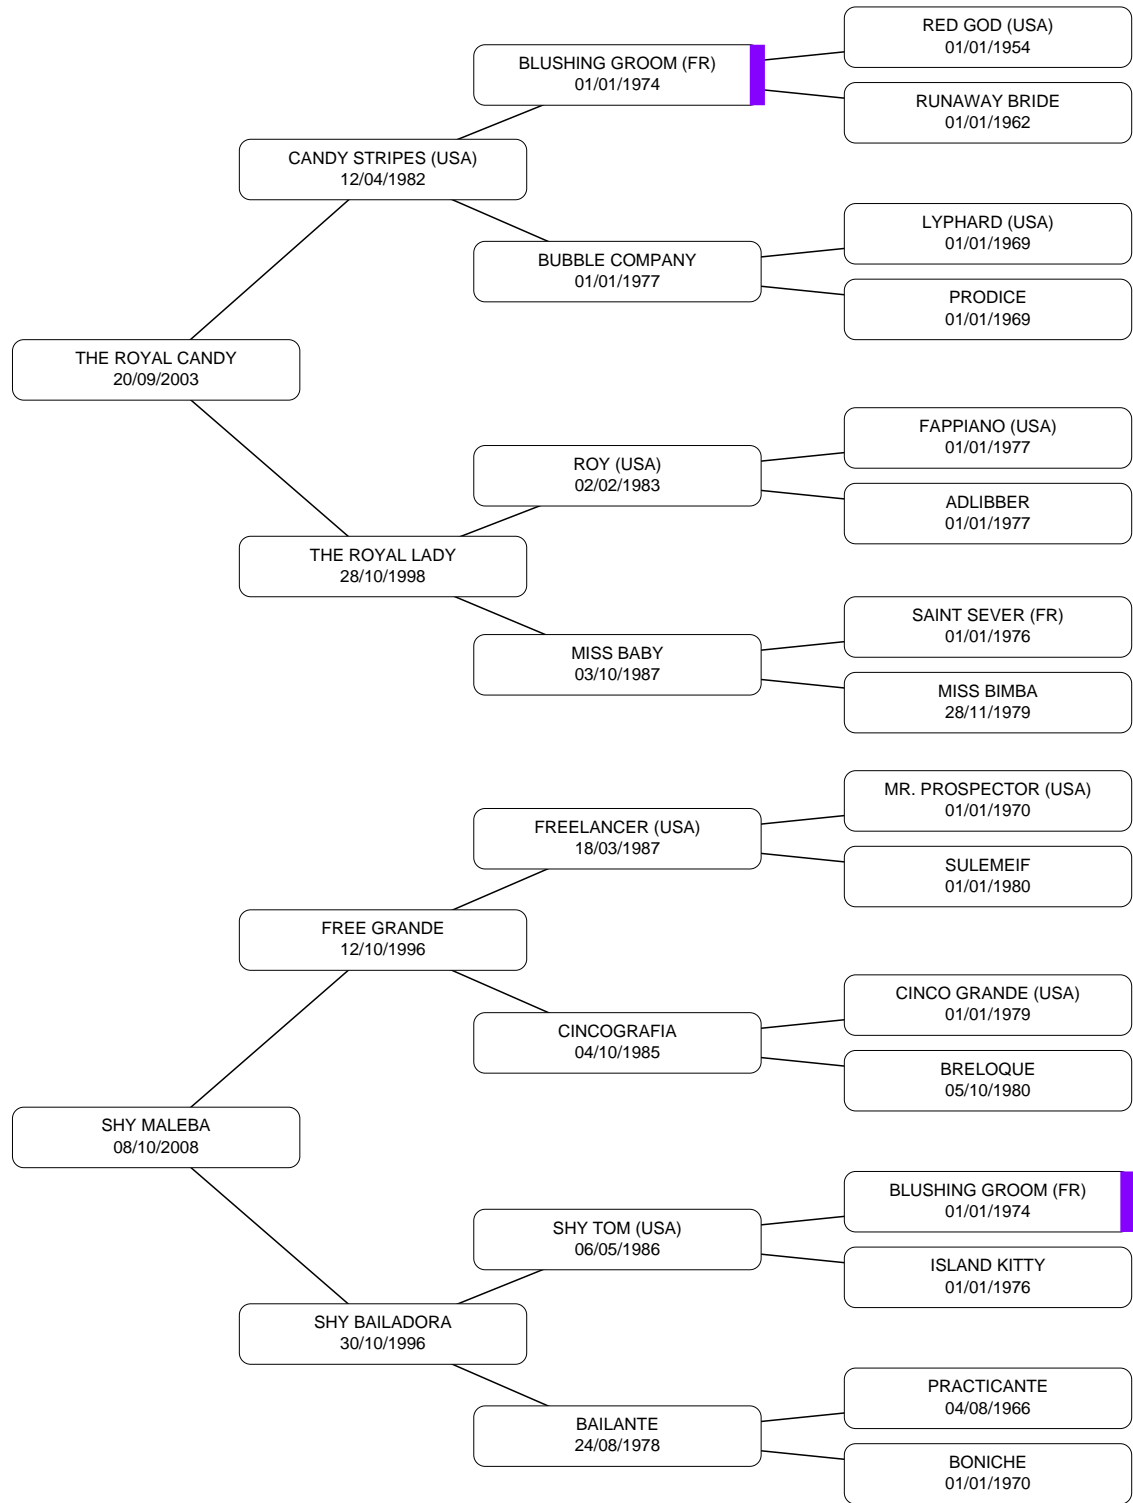 RED GOD (USA)
01/01/1954
BLUSHING GROOM (FR)
01/01/1974
RUNAWAY BRIDE
01/01/1962
CANDY STRIPES (USA)
12/04/1982
LYPHARD (USA)
01/01/1969
BUBBLE COMPANY
01/01/1977
PRODICE
01/01/1969
THE ROYAL CANDY
20/09/2003
FAPPIANO (USA)
01/01/1977
ROY (USA)
02/02/1983
ADLIBBER
01/01/1977
THE ROYAL LADY
28/10/1998
SAINT SEVER (FR)
01/01/1976
MISS BABY
03/10/1987
MISS BIMBA
28/11/1979
MR. PROSPECTOR (USA)
01/01/1970
FREELANCER (USA)
18/03/1987
SULEMEIF
01/01/1980
FREE GRANDE
12/10/1996
CINCO GRANDE (USA)
01/01/1979
CINCOGRAFIA
04/10/1985
BRELOQUE
05/10/1980
SHY MALEBA
08/10/2008
BLUSHING GROOM (FR)
01/01/1974
SHY TOM (USA)
06/05/1986
ISLAND KITTY
01/01/1976
SHY BAILADORA
30/10/1996
PRACTICANTE
04/08/1966
BAILANTE
24/08/1978
BONICHE
01/01/1970